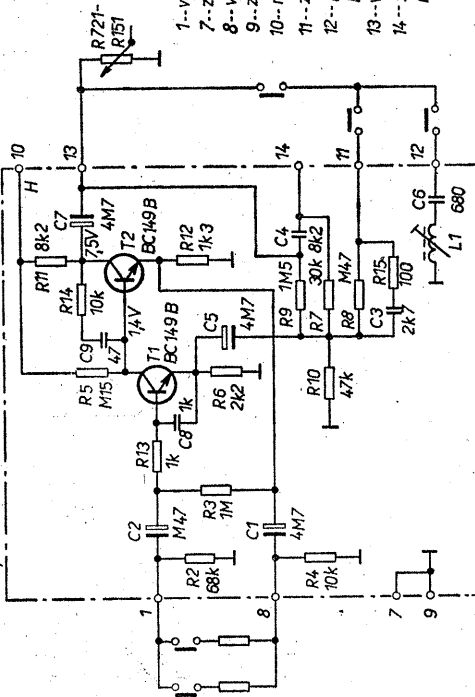 R721-
R151
1--v
7--z
8--v
9--z
10--n
11--z
12--
13--v
14--
10
H
13
14
11
12
R11
8k2
7,5V
C7
4M7
T2
BC149B
R12
1k3
R14
10k
C9
47
1,4V
R5
M15
T1
BC149B
C5
4M7
C8
1k
R6
2k2
R13
1k
C2
M47
R3
1M
C1
4M7
R2
68k
R4
10k
1
8
7
9
C4
8k2
R9
1M5
R7
30k
R8
M47
R15
100
C3
2k7
R10
47k
C6
680
L1